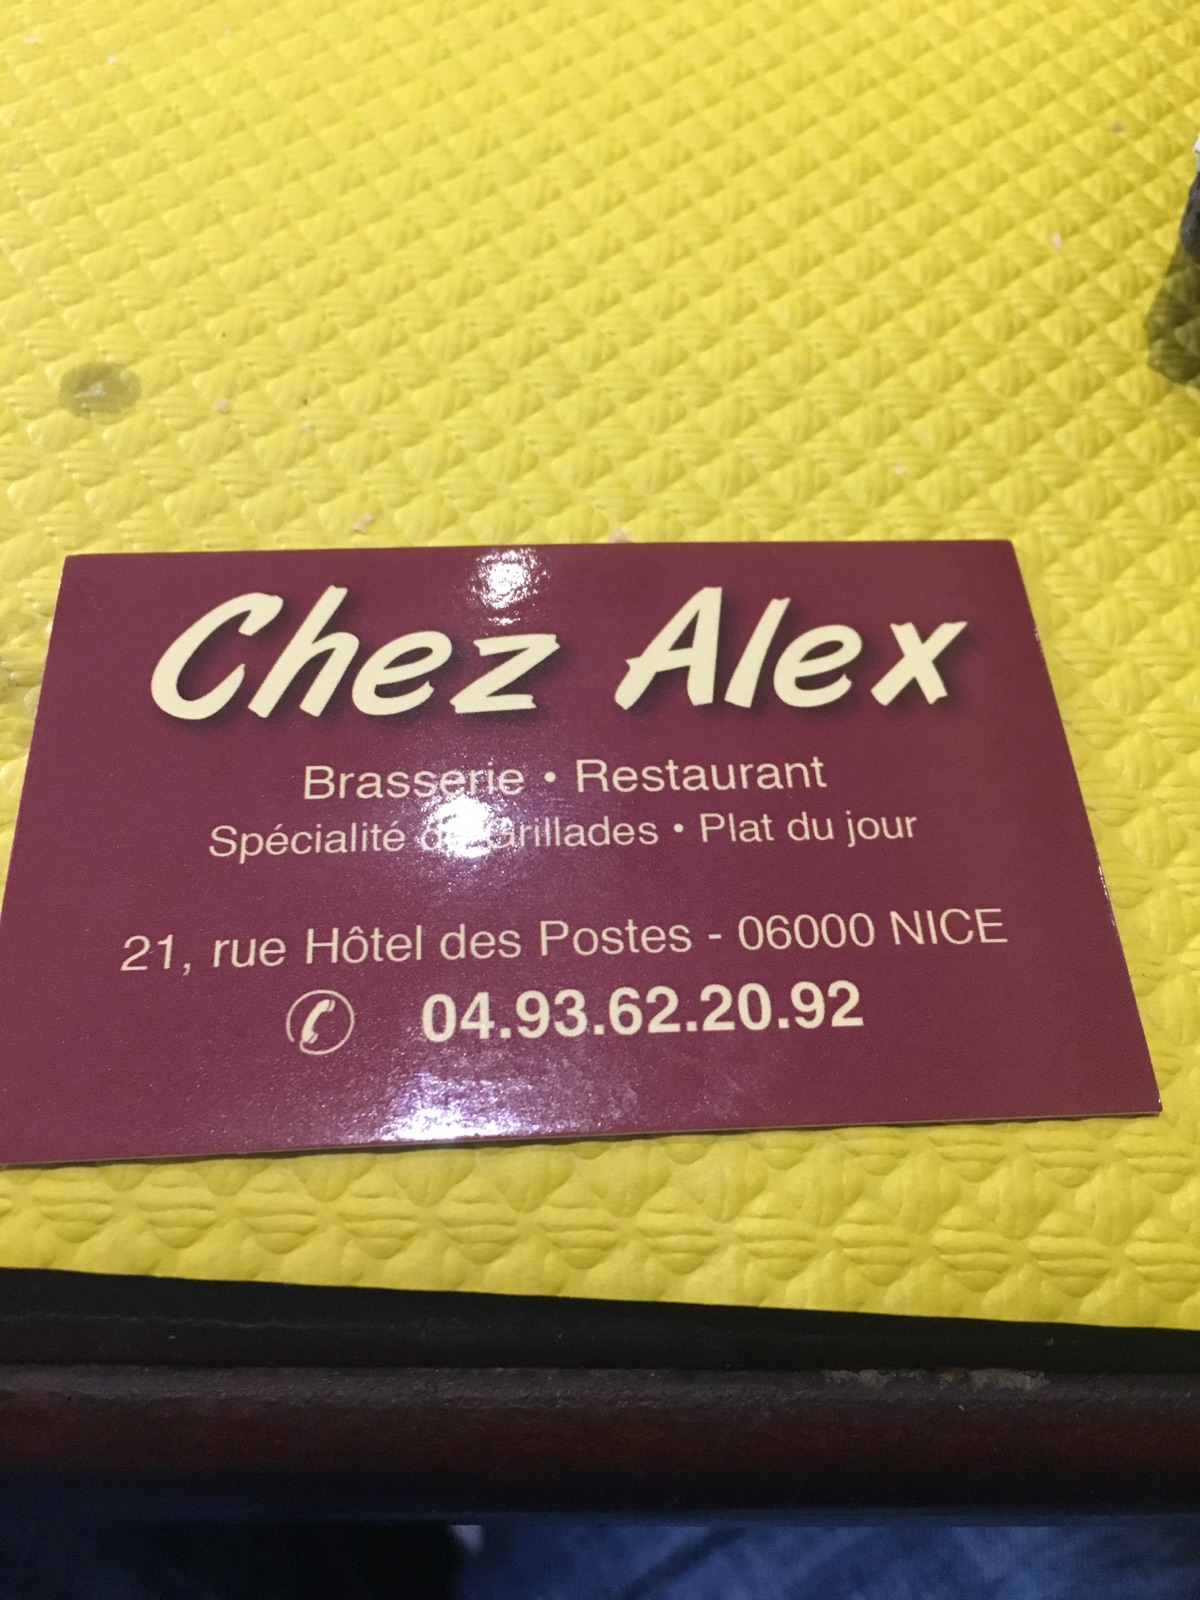 Chez Alex
Brasserie • Restaurant
Spécialité de Grillades • Plat du jour
21, rue Hôtel des Postes - 06000 NICE
✆ 04.93.62.20.92